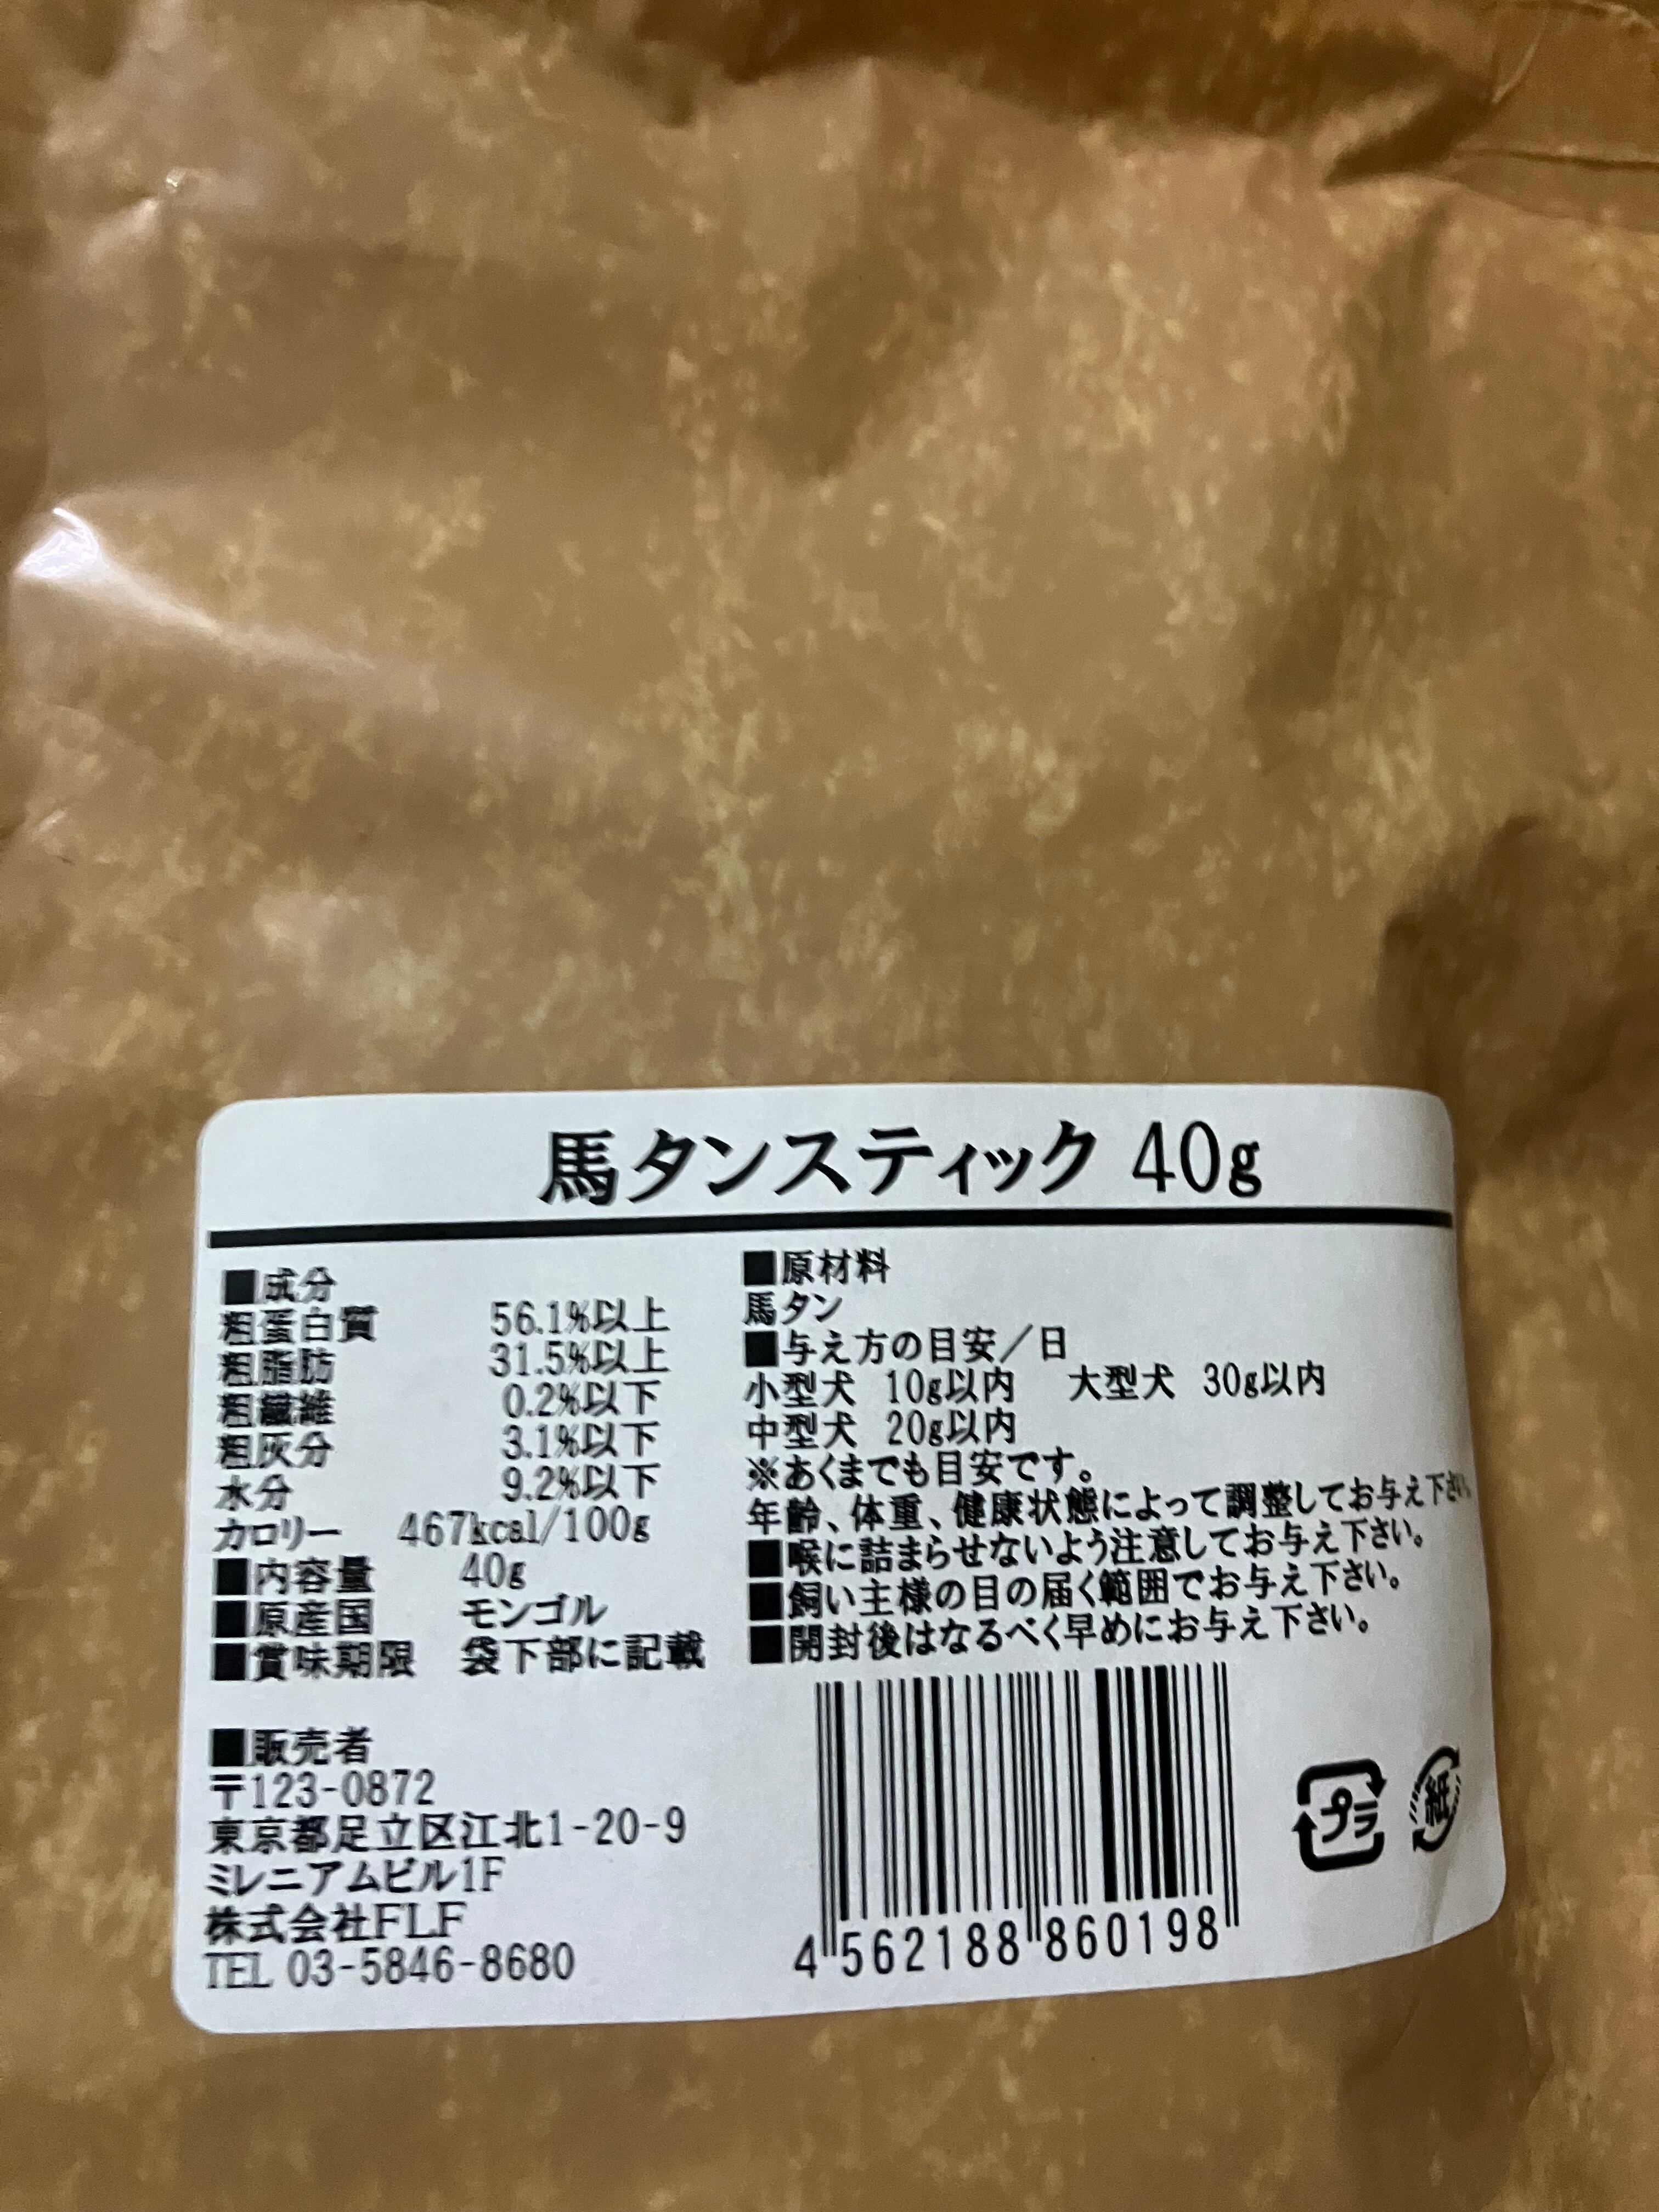 馬タンスティック 40g
■成分
粗蛋白質 56.1%以上
粗脂肪 31.5%以上
粗繊維 0.2%以下
粗灰分 3.1%以下
水分 9.2%以下
カロリー 467kcal/100g
■内容量 40g
■原産国 モンゴル
■賞味期限 袋下部に記載
■販売者
〒123-0872
東京都足立区江北1-20-9
ミレニアムビル1F
株式会社FLF
TEL 03-5846-8680
■原材料
馬タン
■与え方の目安／日
小型犬 10g以内 大型犬 30g以内
中型犬 20g以内
※あくまでも目安です。
年齢、体重、健康状態によって調整してお与え下さい。
■喉に詰まらせないよう注意してお与え下さい。
■飼い主様の目の届く範囲でお与え下さい。
■開封後はなるべく早めにお与え下さい。
4 562188 860198
プラ 紙